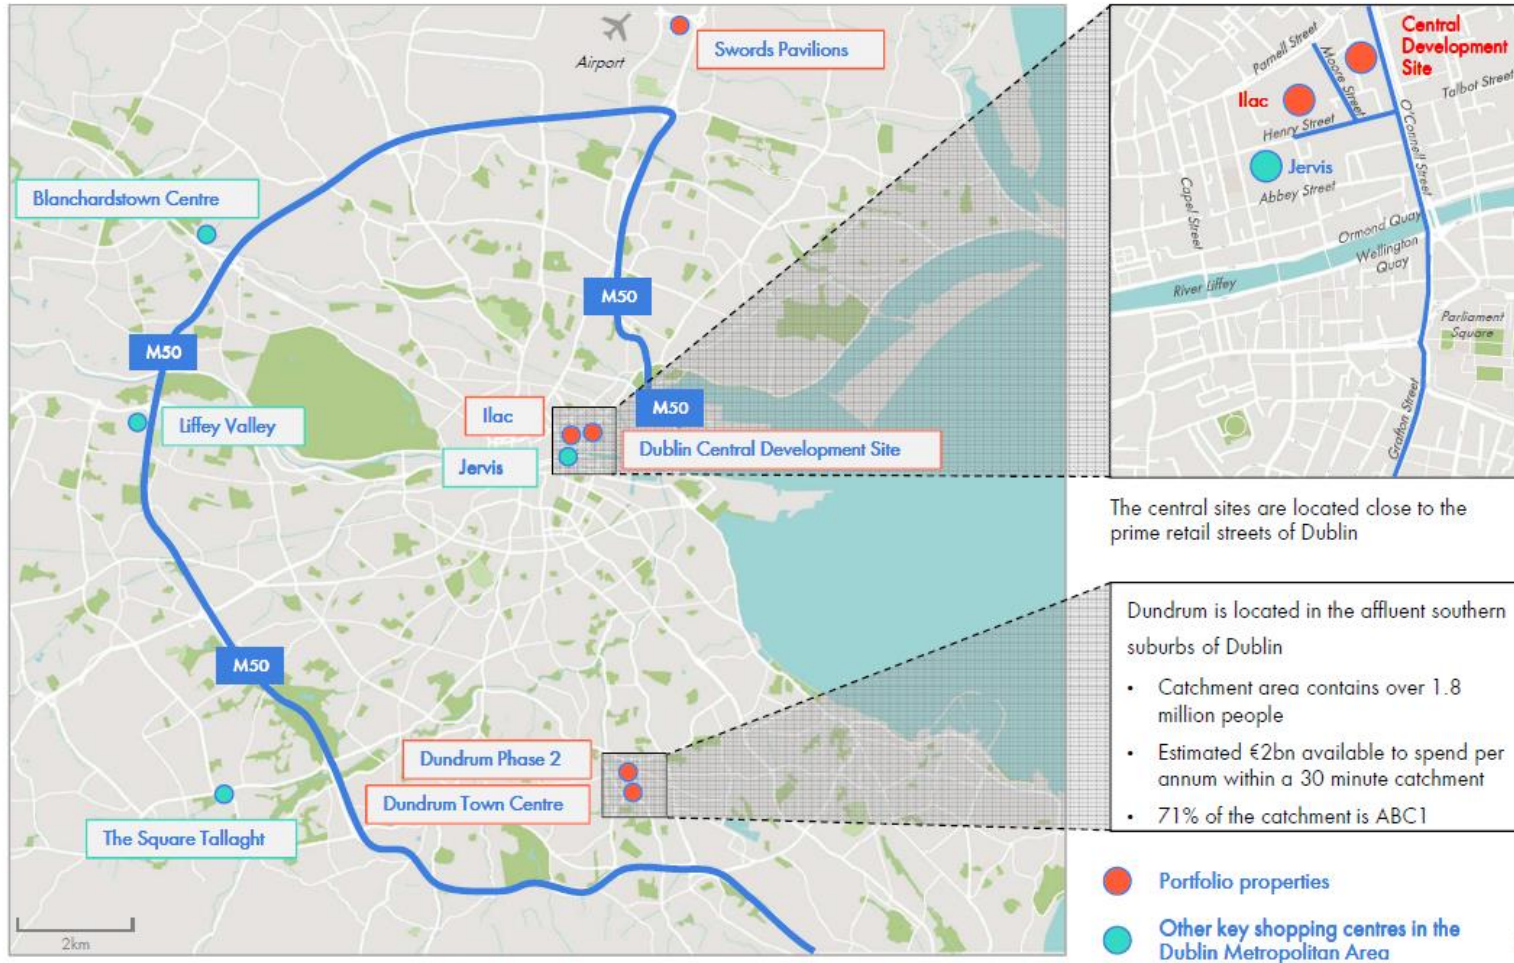 Swords Pavilions
Airport
Blanchardstown Centre
M50
M50
M50
Liffey Valley
Ilac
Jervis
Dublin Central Development Site
M50
Dundrum Phase 2
Dundrum Town Centre
The Square Tallaght
2km
Central
Development
Site
Parnell Street
Moore Street
Talbot Street
Ilac
Henry Street
O'Connell Street
Jervis
Abbey Street
Capel Street
Ormond Quay
Wellington
Quay
River Liffey
Parliament
Square
Grafton Street
The central sites are located close to the
prime retail streets of Dublin
Dundrum is located in the affluent southern
suburbs of Dublin
• Catchment area contains over 1.8
million people
• Estimated €2bn available to spend per
annum within a 30 minute catchment
• 71% of the catchment is ABC1
Portfolio properties
Other key shopping centres in the
Dublin Metropolitan Area